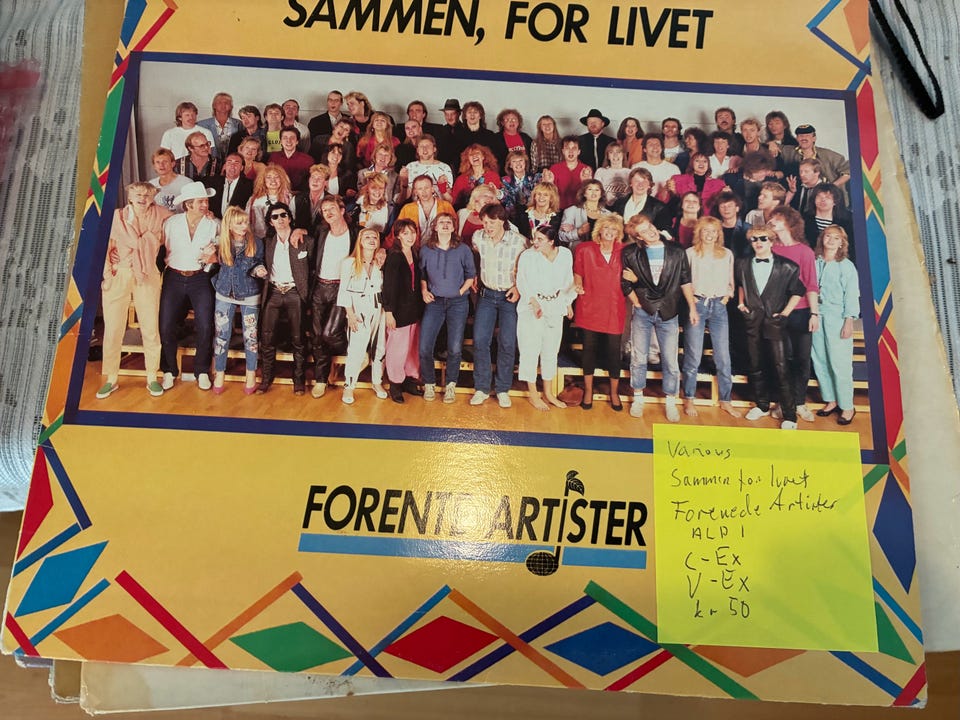 SAMMEN, FOR LIVET
FORENTE ARTISTER
Various
Sammen for livet
Forenede Artister
ALP 1
C-Ex
V-Ex
kr 50